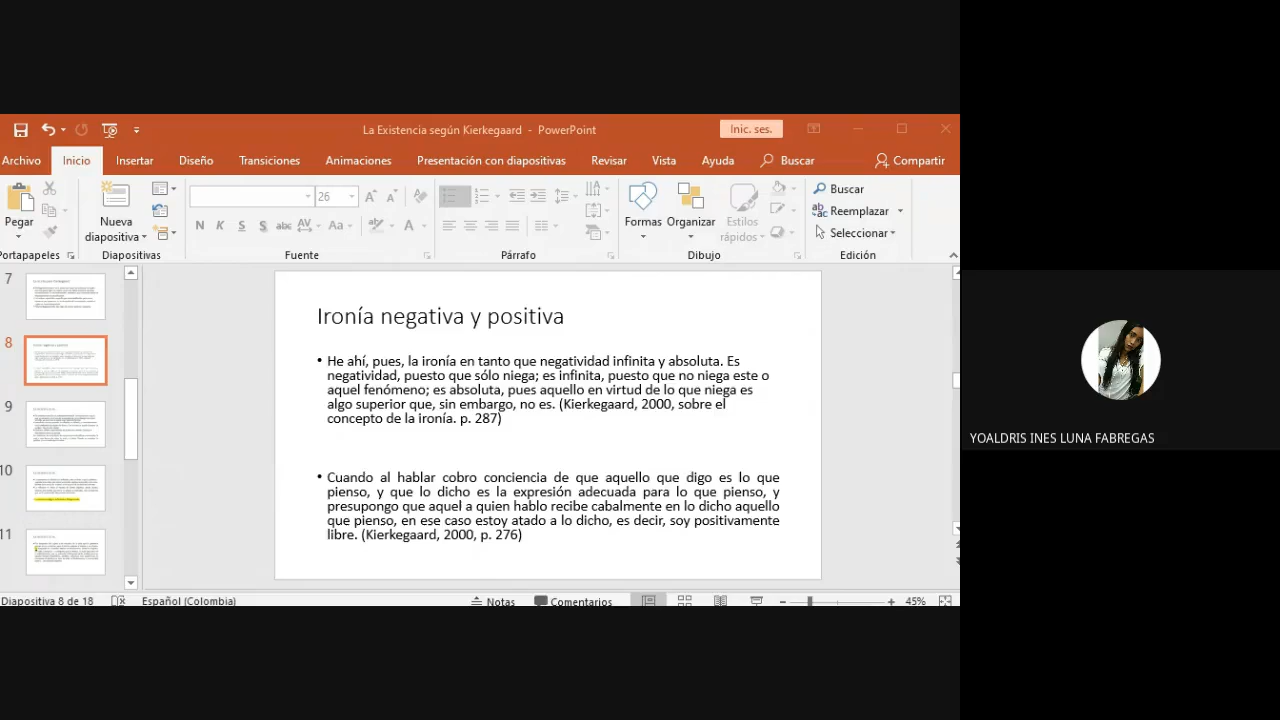 La Existencia según Kierkegaard - PowerPoint
Inic. ses.
Archivo Inicio Insertar Diseño Transiciones Animaciones Presentación con diapositivas Revisar Vista Ayuda Buscar Compartir
Pegar
Nueva
diapositiva
26
N K S S abc AV Aa A
Formas Organizar Estilos
rápidos
Buscar
Reemplazar
Seleccionar
Portapapeles Diapositivas Fuente Párrafo Dibujo Edición
7
8
9
10
11
Ironía negativa y positiva
• He ahí, pues, la ironía en tanto que negatividad infinita y absoluta. Es
negatividad, puesto que sólo niega; es infinita, puesto que no niega este o
aquel fenómeno; es absoluta, pues aquello en virtud de lo que niega es
algo superior que, sin embargo, no es. (Kierkegaard, 2000, sobre el
concepto de la ironía. p. 287)
• Cuando al hablar cobro conciencia de que aquello que digo es lo que
pienso, y que lo dicho es la expresión adecuada para lo que pienso, y
presupongo que aquel a quien hablo recibe cabalmente en lo dicho aquello
que pienso, en ese caso estoy atado a lo dicho, es decir, soy positivamente
libre. (Kierkegaard, 2000, p. 276)
Diapositiva 8 de 18 Español (Colombia) Notas Comentarios 45%
YOALDRIS INES LUNA FABREGAS